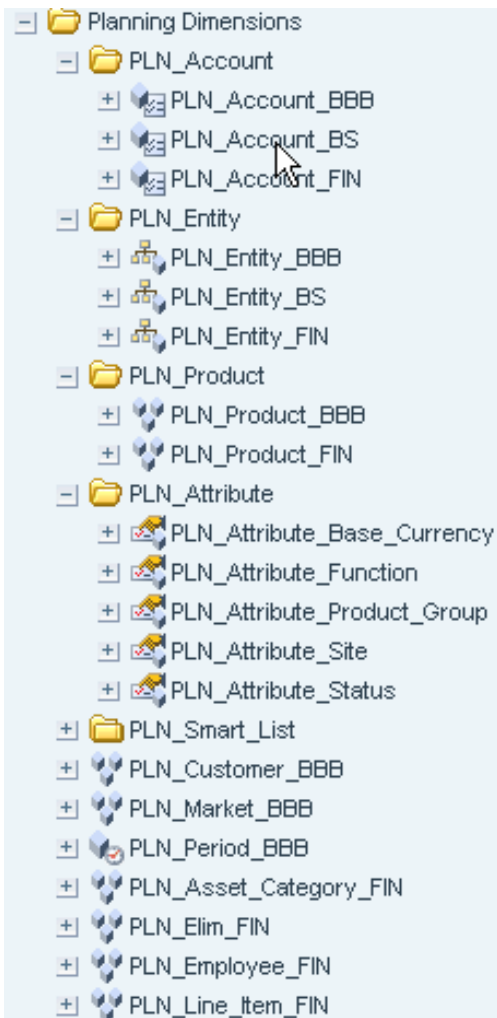 Planning Dimensions
PLN_Account
PLN_Account_BBB
PLN_Account_BS
PLN_Account_FIN
PLN_Entity
PLN_Entity_BBB
PLN_Entity_BS
PLN_Entity_FIN
PLN_Product
PLN_Product_BBB
PLN_Product_FIN
PLN_Attribute
PLN_Attribute_Base_Currency
PLN_Attribute_Function
PLN_Attribute_Product_Group
PLN_Attribute_Site
PLN_Attribute_Status
PLN_Smart_List
PLN_Customer_BBB
PLN_Market_BBB
PLN_Period_BBB
PLN_Asset_Category_FIN
PLN_Elim_FIN
PLN_Employee_FIN
PLN_Line_Item_FIN